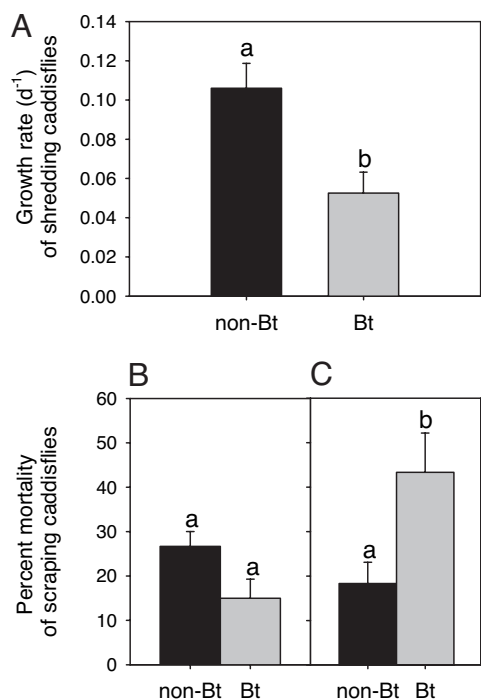 A
Growth rate (d⁻¹)
of shredding caddisflies
0.14
0.12
0.10
0.08
0.06
0.04
0.02
0.00
a
b
non-Bt Bt
B C
Percent mortality
of scraping caddisflies
60
50
40
30
20
10
0
a a
a b
non-Bt Bt non-Bt Bt